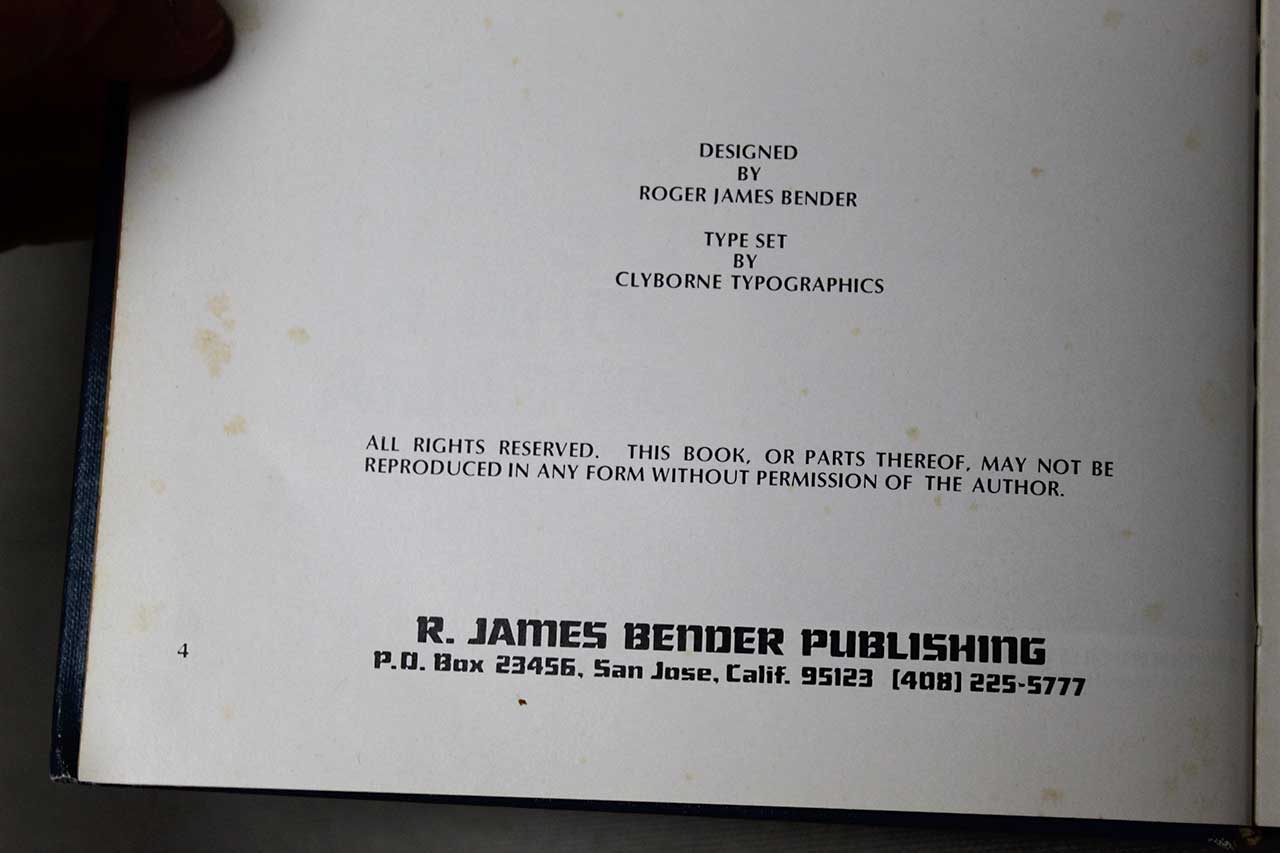 DESIGNED
BY
ROGER JAMES BENDER
TYPE SET
BY
CLYBORNE TYPOGRAPHICS
ALL RIGHTS RESERVED. THIS BOOK, OR PARTS THEREOF, MAY NOT BE
REPRODUCED IN ANY FORM WITHOUT PERMISSION OF THE AUTHOR.
R. JAMES BENDER PUBLISHING
P.O. Box 23456, San Jose, Calif. 95123 (408) 225-5777
4